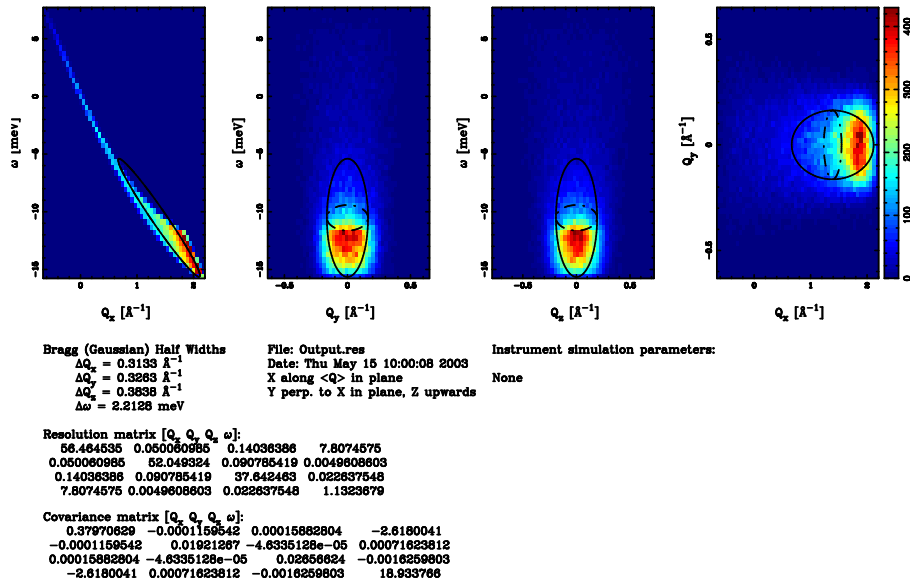 5
0
−5
−10
−15
ω [meV]
0
1
2
Q_x [Å⁻¹]
5
0
−5
−10
−15
ω [meV]
−0.5
0
0.5
Q_y [Å⁻¹]
5
0
−5
−10
−15
ω [meV]
−0.5
0
0.5
Q_z [Å⁻¹]
0.5
0
−0.5
Q_y [Å⁻¹]
0
1
2
Q_x [Å⁻¹]
400
300
200
100
0
Bragg (Gaussian) Half Widths
ΔQ_x = 0.3133 Å⁻¹
ΔQ_y = 0.3263 Å⁻¹
ΔQ_z = 0.3838 Å⁻¹
Δω = 2.2128 meV
File: Output.res
Date: Thu May 15 10:00:08 2003
X along <Q> in plane
Y perp. to X in plane, Z upwards
Instrument simulation parameters:
None
Resolution matrix [Q_x Q_y Q_z ω]:
56.464535 0.050060985 0.14036386 7.8074575
0.050060985 52.049324 0.090785419 0.0049608603
0.14036386 0.090785419 37.642463 0.022637548
7.8074575 0.0049608603 0.022637548 1.1323679
Covariance matrix [Q_x Q_y Q_z ω]:
0.37970629 −0.0001159542 0.00015882804 −2.6180041
−0.0001159542 0.01921267 −4.6335128e−05 0.00071623812
0.00015882804 −4.6335128e−05 0.02656624 −0.0016259803
−2.6180041 0.00071623812 −0.0016259803 18.933766